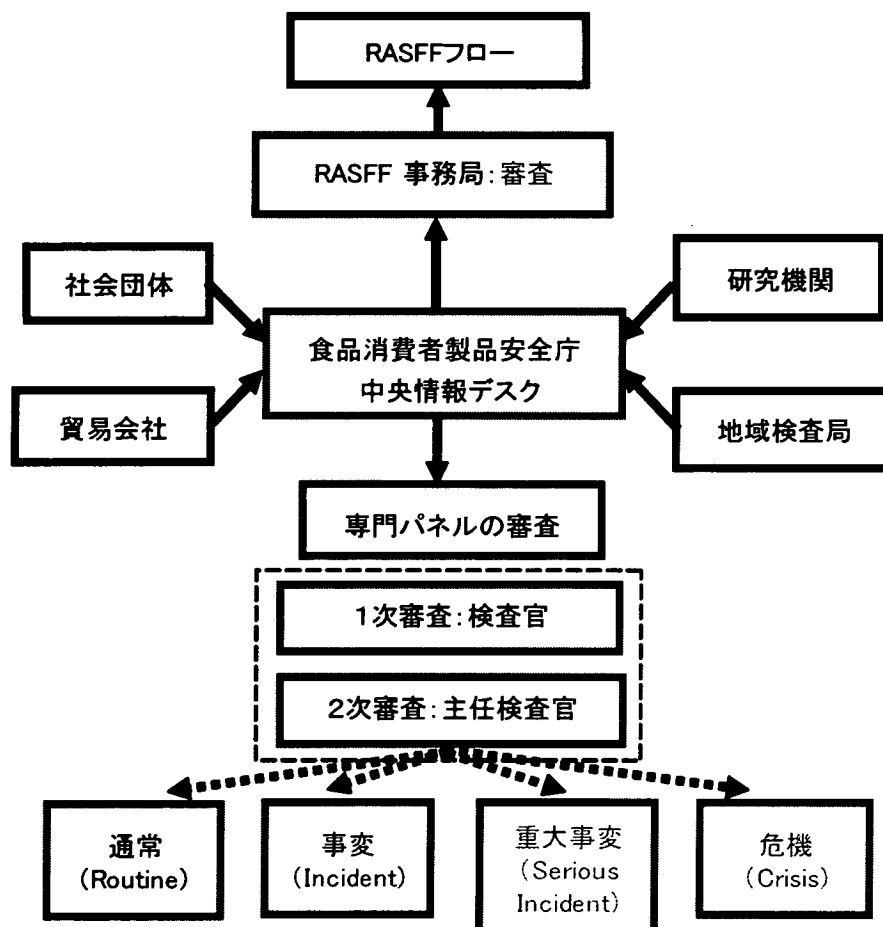 RASFFフロー
RASFF 事務局：審査
社会団体
研究機関
食品消費者製品安全庁
中央情報デスク
貿易会社
地域検査局
専門パネルの審査
１次審査：検査官
２次審査：主任検査官
通常
(Routine)
事変
(Incident)
重大事変
(Serious
Incident)
危機
(Crisis)